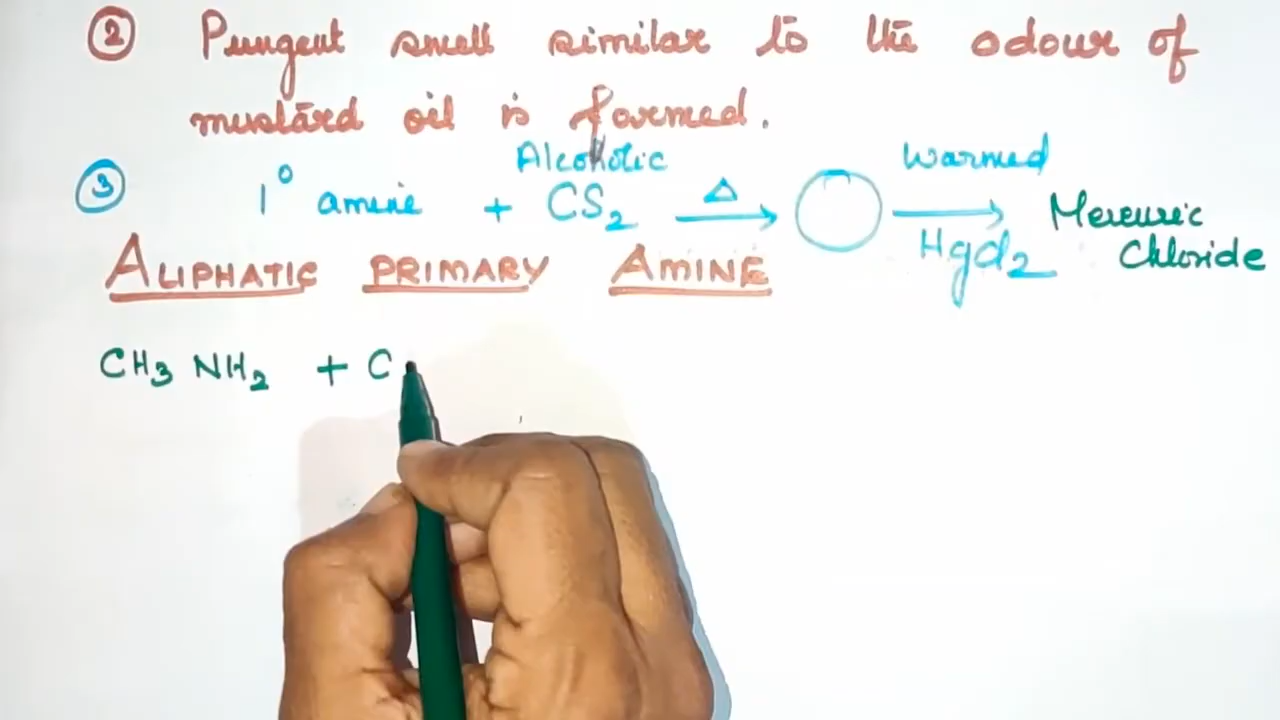 ② Pungent smell similar to the odour of
mustard oil is formed.
③ 1° amine + Alcoholic CS₂ Δ→ ○ Warmed→ HgCl₂ Mercuric Chloride
ALIPHATIC PRIMARY AMINE
CH₃ NH₂ + C